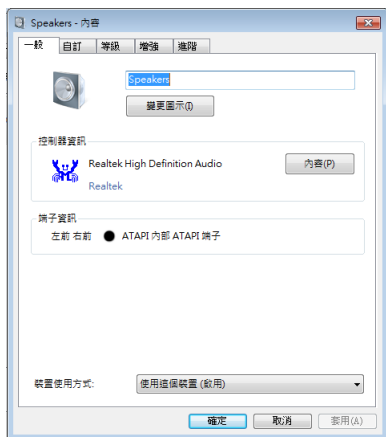 Speakers - 內容
一般 自訂 等級 增強 進階
Speakers
變更圖示(I)
控制器資訊
Realtek High Definition Audio
內容(P)
Realtek
端子資訊
左前 右前 ATAPI 內部 ATAPI 端子
裝置使用方式:
使用這個裝置 (啟用)
確定 取消 套用(A)